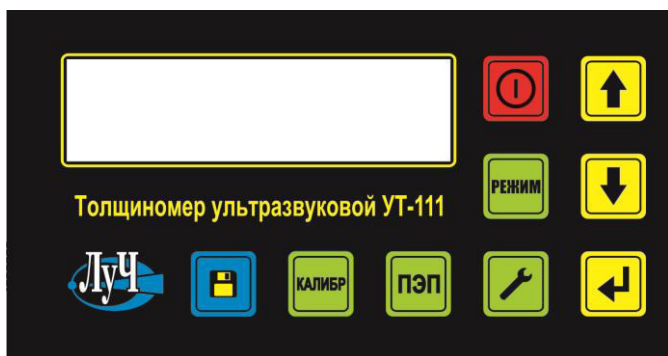 РЕЖИМ
Толщиномер ультразвуковой УТ-111
ЛуЧ
КАЛИБР
ПЭП